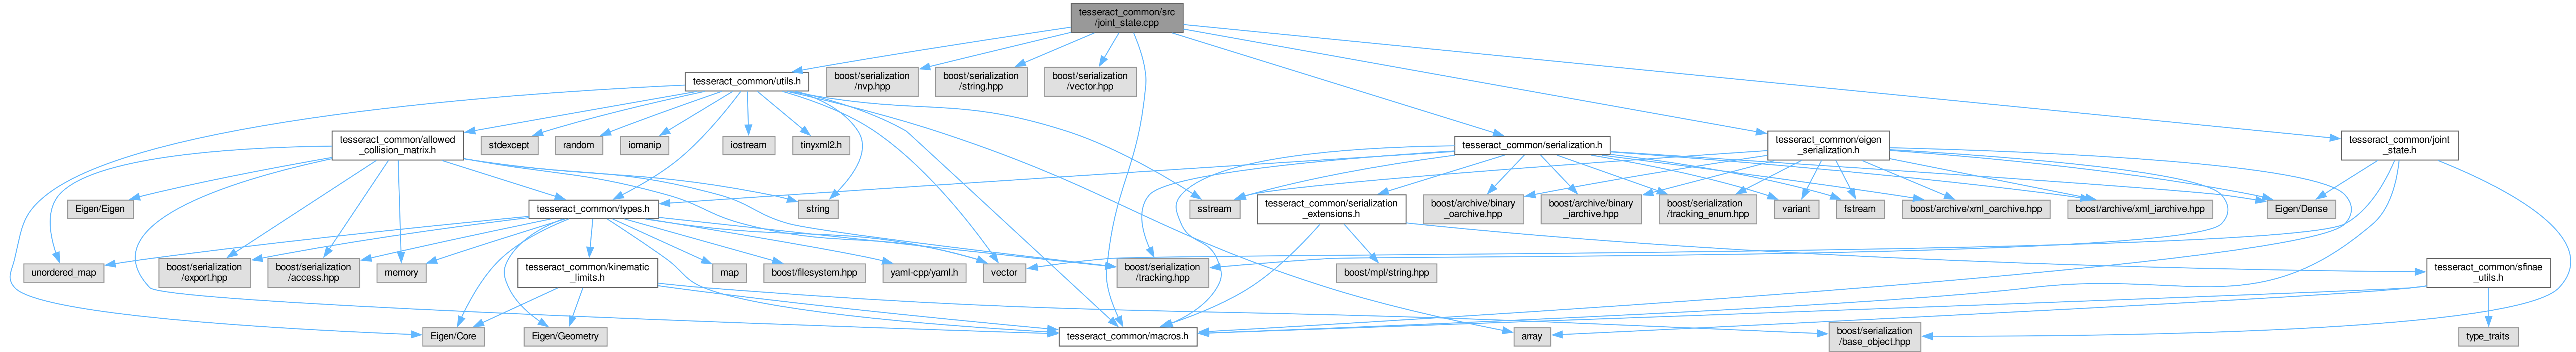 tesseract_common/src
/joint_state.cpp
tesseract_common/utils.h
boost/serialization
/nvp.hpp
boost/serialization
/string.hpp
boost/serialization
/vector.hpp
tesseract_common/allowed
_collision_matrix.h
stdexcept
random
iomanip
iostream
tinyxml2.h
tesseract_common/serialization.h
tesseract_common/eigen
_serialization.h
tesseract_common/joint
_state.h
Eigen/Eigen
tesseract_common/types.h
string
sstream
tesseract_common/serialization
_extensions.h
boost/archive/binary
_oarchive.hpp
boost/archive/binary
_iarchive.hpp
boost/serialization
/tracking_enum.hpp
variant
fstream
boost/archive/xml_oarchive.hpp
boost/archive/xml_iarchive.hpp
Eigen/Dense
unordered_map
boost/serialization
/export.hpp
boost/serialization
/access.hpp
memory
tesseract_common/kinematic
_limits.h
map
boost/filesystem.hpp
yaml-cpp/yaml.h
vector
boost/serialization
/tracking.hpp
boost/mpl/string.hpp
tesseract_common/sfinae
_utils.h
Eigen/Core
Eigen/Geometry
tesseract_common/macros.h
array
boost/serialization
/base_object.hpp
type_traits